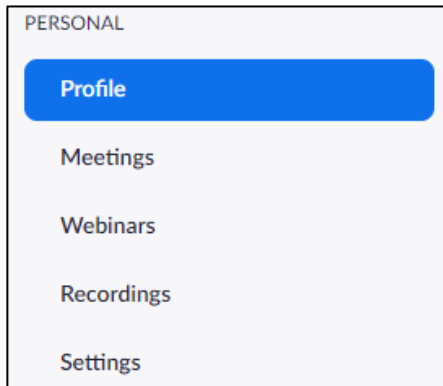 PERSONAL
Profile
Meetings
Webinars
Recordings
Settings